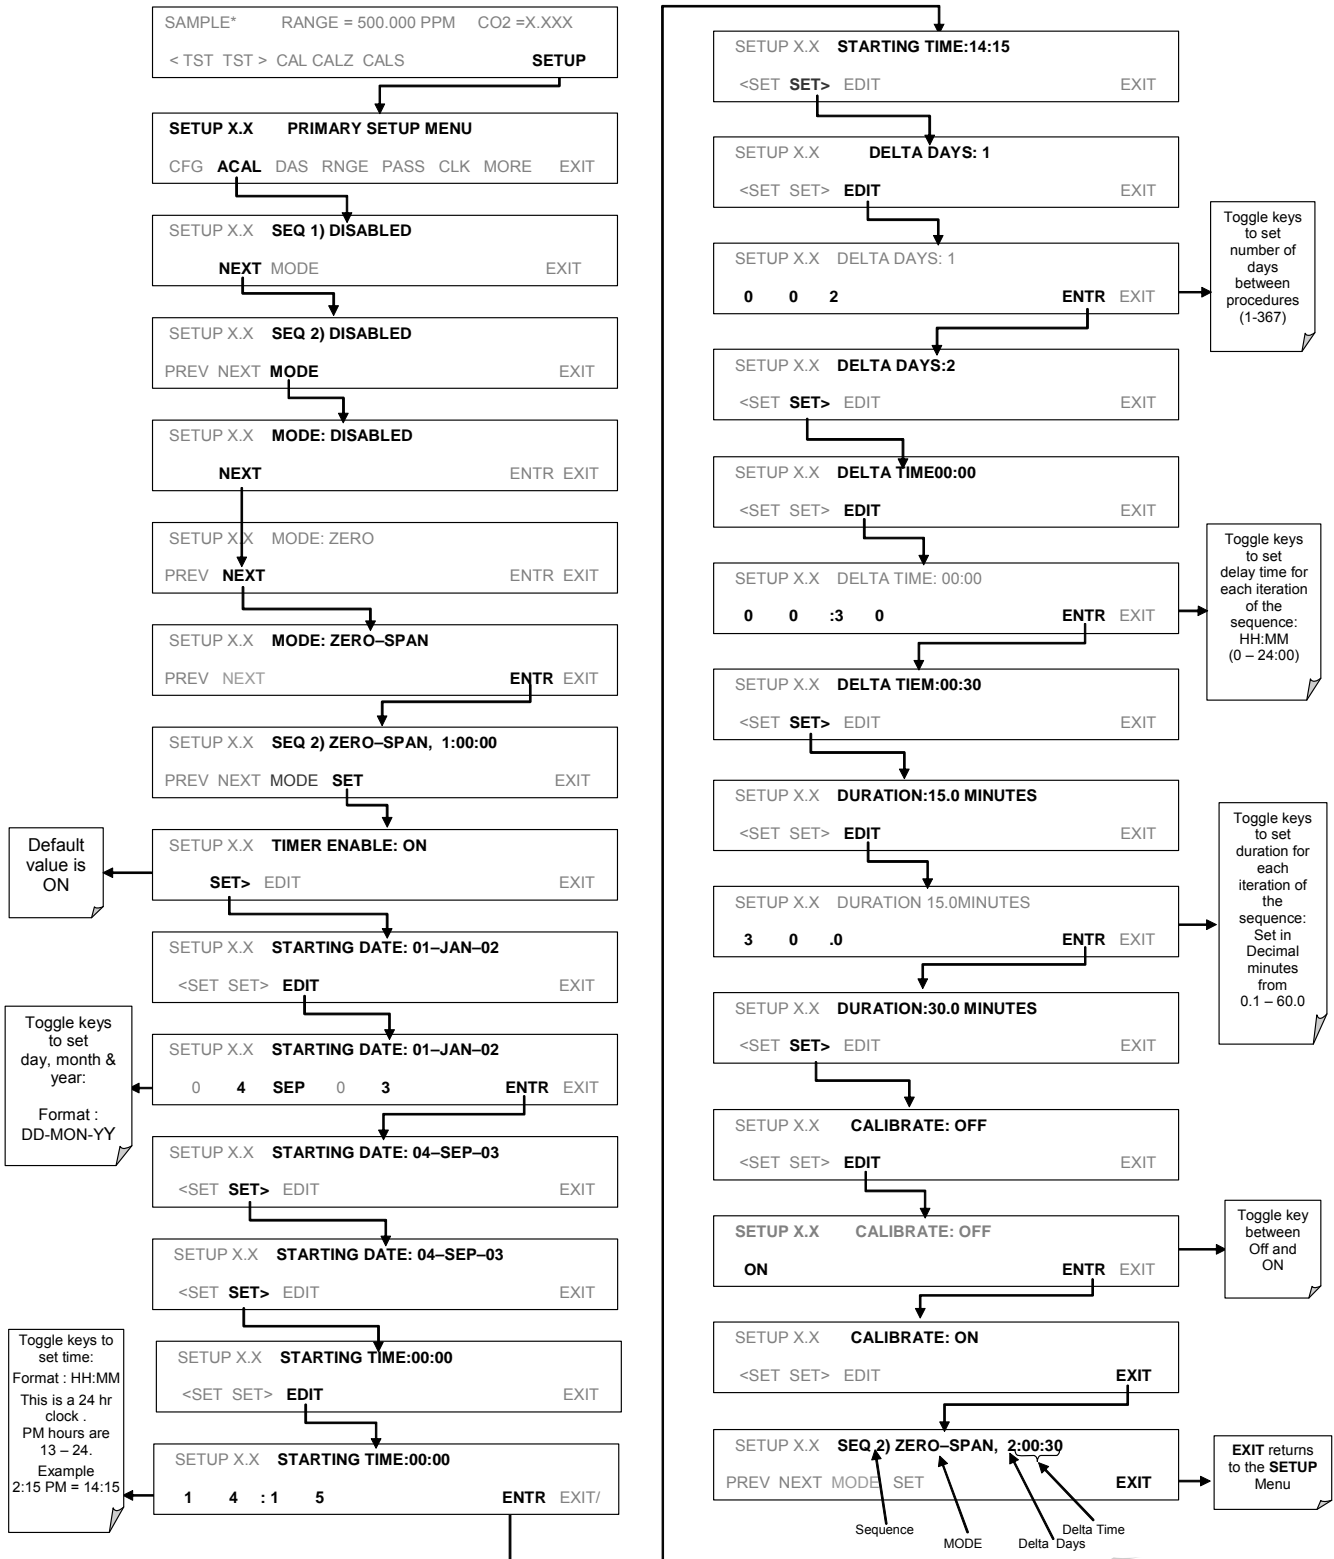 SAMPLE* RANGE = 500.000 PPM CO2 =X.XXX
< TST TST > CAL CALZ CALS SETUP
SETUP X.X PRIMARY SETUP MENU
CFG ACAL DAS RNGE PASS CLK MORE EXIT
SETUP X.X SEQ 1) DISABLED
NEXT MODE EXIT
SETUP X.X SEQ 2) DISABLED
PREV NEXT MODE EXIT
SETUP X.X MODE: DISABLED
NEXT ENTR EXIT
SETUP X.X MODE: ZERO
PREV NEXT ENTR EXIT
SETUP X.X MODE: ZERO–SPAN
PREV NEXT ENTR EXIT
SETUP X.X SEQ 2) ZERO–SPAN, 1:00:00
PREV NEXT MODE SET EXIT
Default
value is
ON
SETUP X.X TIMER ENABLE: ON
SET> EDIT EXIT
SETUP X.X STARTING DATE: 01–JAN–02
<SET SET> EDIT EXIT
Toggle keys
to set
day, month &
year:
Format :
DD-MON-YY
SETUP X.X STARTING DATE: 01–JAN–02
0 4 SEP 0 3 ENTR EXIT
SETUP X.X STARTING DATE: 04–SEP–03
<SET SET> EDIT EXIT
SETUP X.X STARTING DATE: 04–SEP–03
<SET SET> EDIT EXIT
Toggle keys to
set time:
Format : HH:MM
This is a 24 hr
clock .
PM hours are
13 – 24.
Example
2:15 PM = 14:15
SETUP X.X STARTING TIME:00:00
<SET SET> EDIT EXIT
SETUP X.X STARTING TIME:00:00
1 4 : 1 5 ENTR EXIT/
SETUP X.X STARTING TIME:14:15
<SET SET> EDIT EXIT
SETUP X.X DELTA DAYS: 1
<SET SET> EDIT EXIT
SETUP X.X DELTA DAYS: 1
0 0 2 ENTR EXIT
Toggle keys
to set
number of
days
between
procedures
(1-367)
SETUP X.X DELTA DAYS:2
<SET SET> EDIT EXIT
SETUP X.X DELTA TIME00:00
<SET SET> EDIT EXIT
SETUP X.X DELTA TIME: 00:00
0 0 :3 0 ENTR EXIT
Toggle keys
to set
delay time for
each iteration
of the
sequence:
HH:MM
(0 – 24:00)
SETUP X.X DELTA TIEM:00:30
<SET SET> EDIT EXIT
SETUP X.X DURATION:15.0 MINUTES
<SET SET> EDIT EXIT
SETUP X.X DURATION 15.0MINUTES
3 0 .0 ENTR EXIT
Toggle keys
to set
duration for
each
iteration of
the
sequence:
Set in
Decimal
minutes
from
0.1 – 60.0
SETUP X.X DURATION:30.0 MINUTES
<SET SET> EDIT EXIT
SETUP X.X CALIBRATE: OFF
<SET SET> EDIT EXIT
SETUP X.X CALIBRATE: OFF
ON ENTR EXIT
Toggle key
between
Off and
ON
SETUP X.X CALIBRATE: ON
<SET SET> EDIT EXIT
SETUP X.X SEQ 2) ZERO–SPAN, 2:00:30
PREV NEXT MODE SET EXIT
EXIT returns
to the SETUP
Menu
Sequence
MODE
Delta
Days
Delta Time